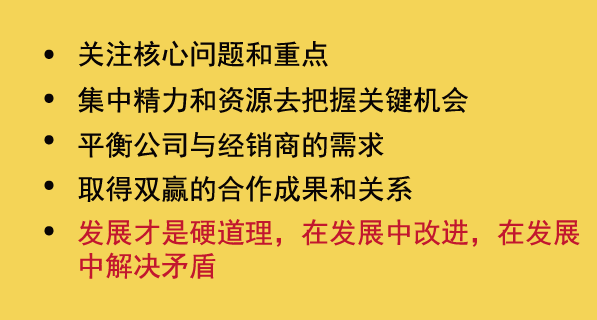 • 关注核心问题和重点
• 集中精力和资源去把握关键机会
• 平衡公司与经销商的需求
• 取得双赢的合作成果和关系
• 发展才是硬道理，在发展中改进，在发展
中解决矛盾